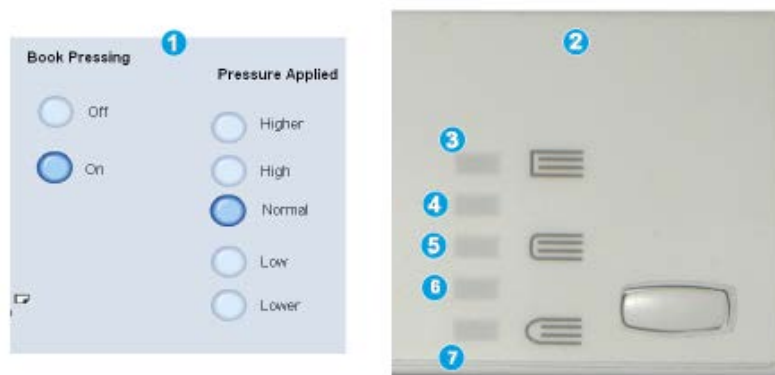 1
Book Pressing
Pressure Applied
Off
On
Higher
High
Normal
Low
Lower
2
3
4
5
6
7